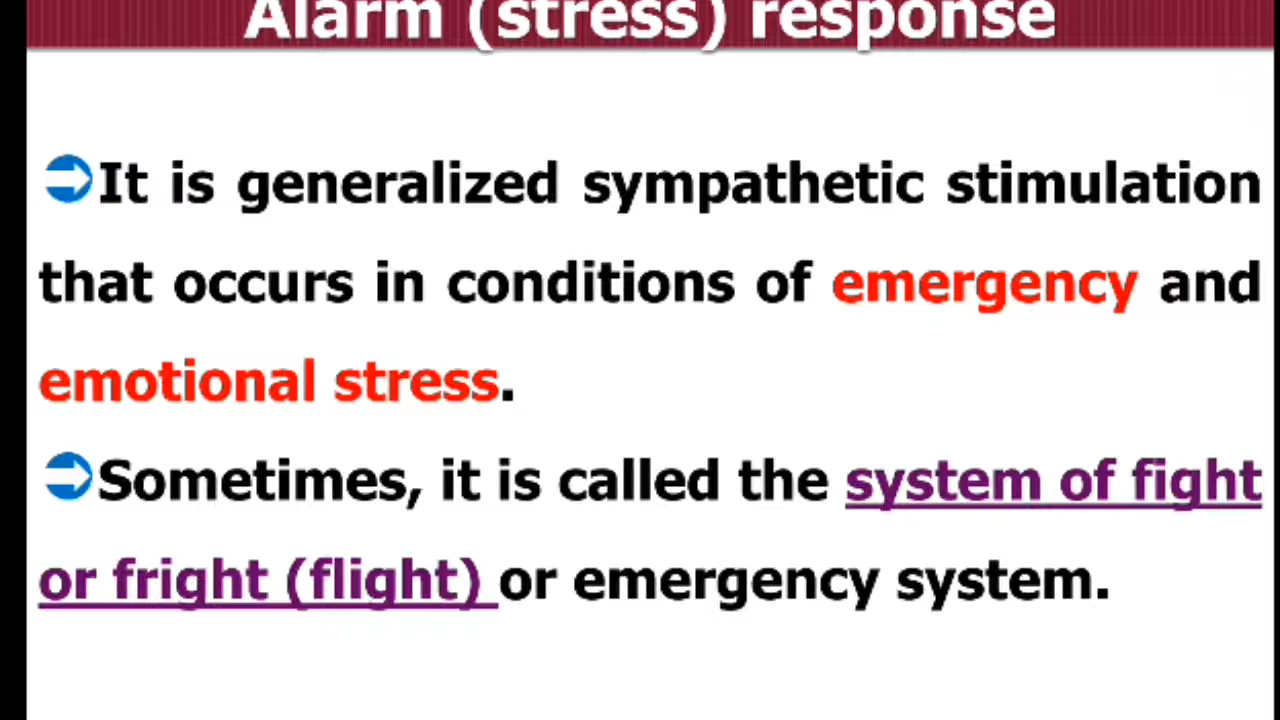 Alarm (stress) response
It is generalized sympathetic stimulation
that occurs in conditions of emergency and
emotional stress.
Sometimes, it is called the system of fight
or fright (flight) or emergency system.